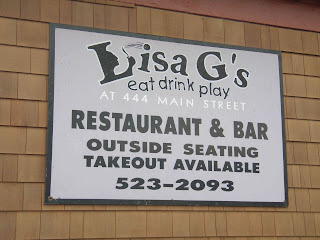 Lisa G's
eat drink play
AT 444 MAIN STREET
RESTAURANT & BAR
OUTSIDE SEATING
TAKEOUT AVAILABLE
523-2093